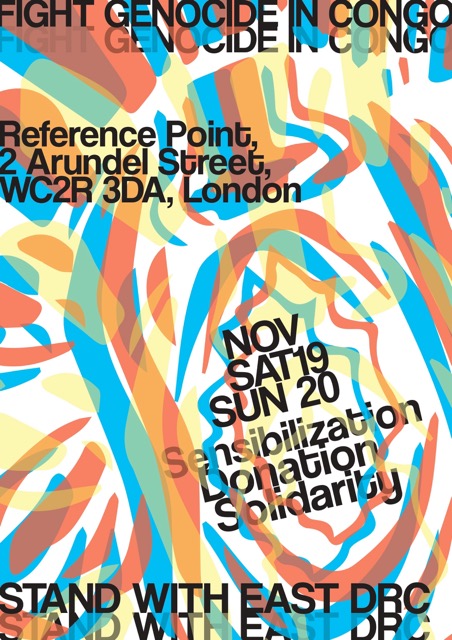 FIGHT GENOCIDE IN CONGO
FIGHT GENOCIDE IN CONGO
Reference Point,
2 Arundel Street,
WC2R 3DA, London
NOV
SAT19
SUN 20
Sensibilization
Donation
Solidarity
STAND WITH EAST DRC
STAND WITH EAST DRC